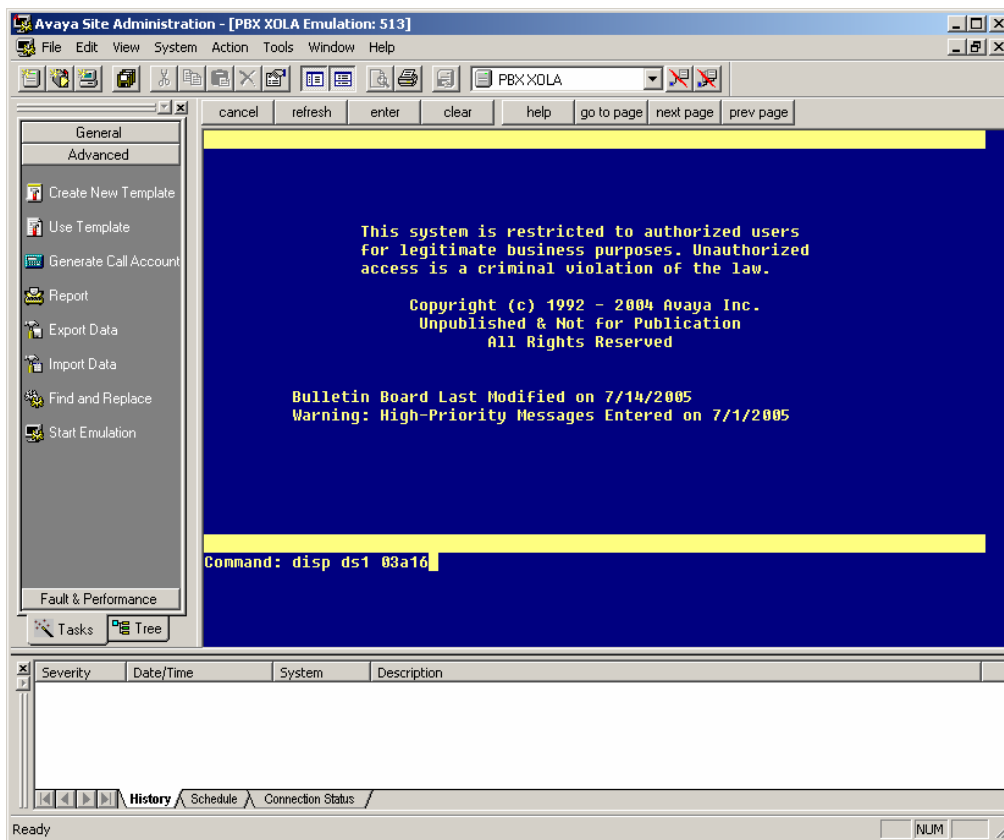 Avaya Site Administration - [PBX XOLA Emulation: 513]
File Edit View System Action Tools Window Help
PBX XOLA
cancel refresh enter clear help go to page next page prev page
General
Advanced
Create New Template
Use Template
Generate Call Account
Report
Export Data
Import Data
Find and Replace
Start Emulation
Fault & Performance
Tasks Tree
This system is restricted to authorized users
for legitimate business purposes. Unauthorized
access is a criminal violation of the law.
Copyright (c) 1992 - 2004 Avaya Inc.
Unpublished & Not for Publication
All Rights Reserved
Bulletin Board Last Modified on 7/14/2005
Warning: High-Priority Messages Entered on 7/1/2005
Command: disp ds1 03a16
Severity Date/Time System Description
History Schedule Connection Status
Ready NUM